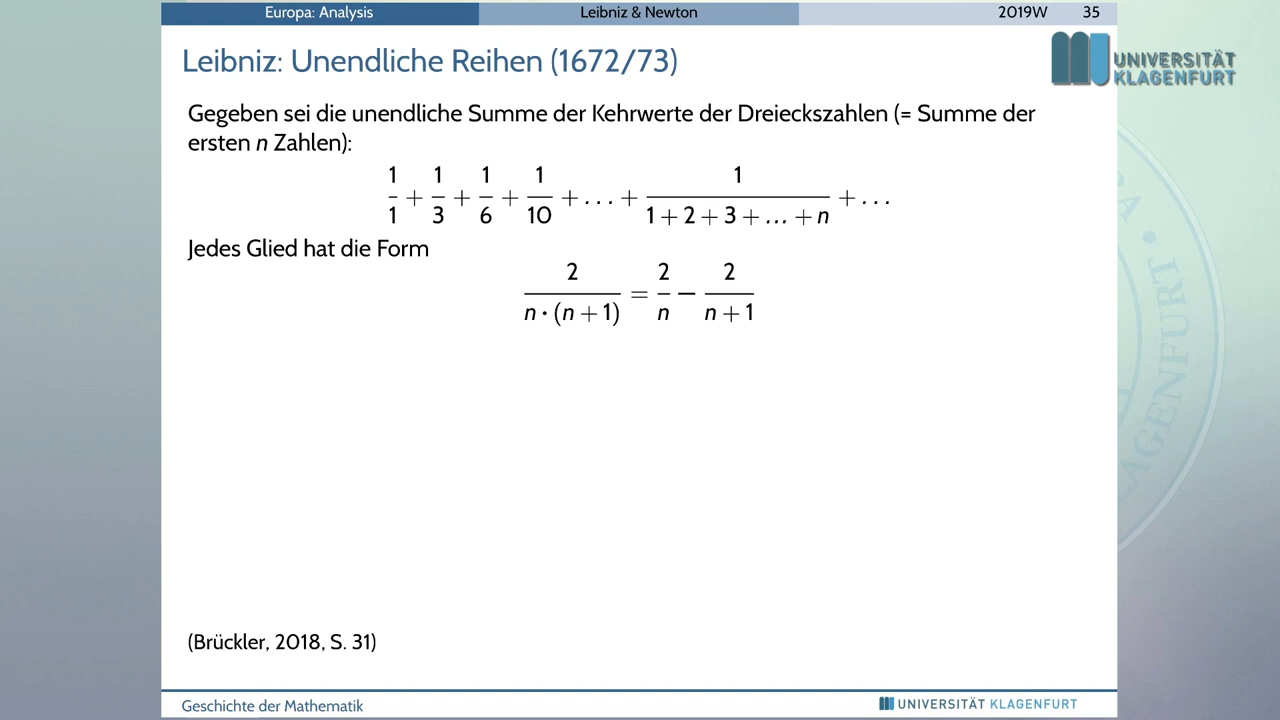 Europa: Analysis Leibniz & Newton 2019W 35
Leibniz: Unendliche Reihen (1672/73)
UNIVERSITÄT
KLAGENFURT
Gegeben sei die unendliche Summe der Kehrwerte der Dreieckszahlen (= Summe der
ersten n Zahlen):
1/1 + 1/3 + 1/6 + 1/10 + ... + 1/(1 + 2 + 3 + ... + n) + ...
Jedes Glied hat die Form
2/(n · (n + 1)) = 2/n − 2/(n + 1)
(Brückler, 2018, S. 31)
Geschichte der Mathematik UNIVERSITÄT KLAGENFURT